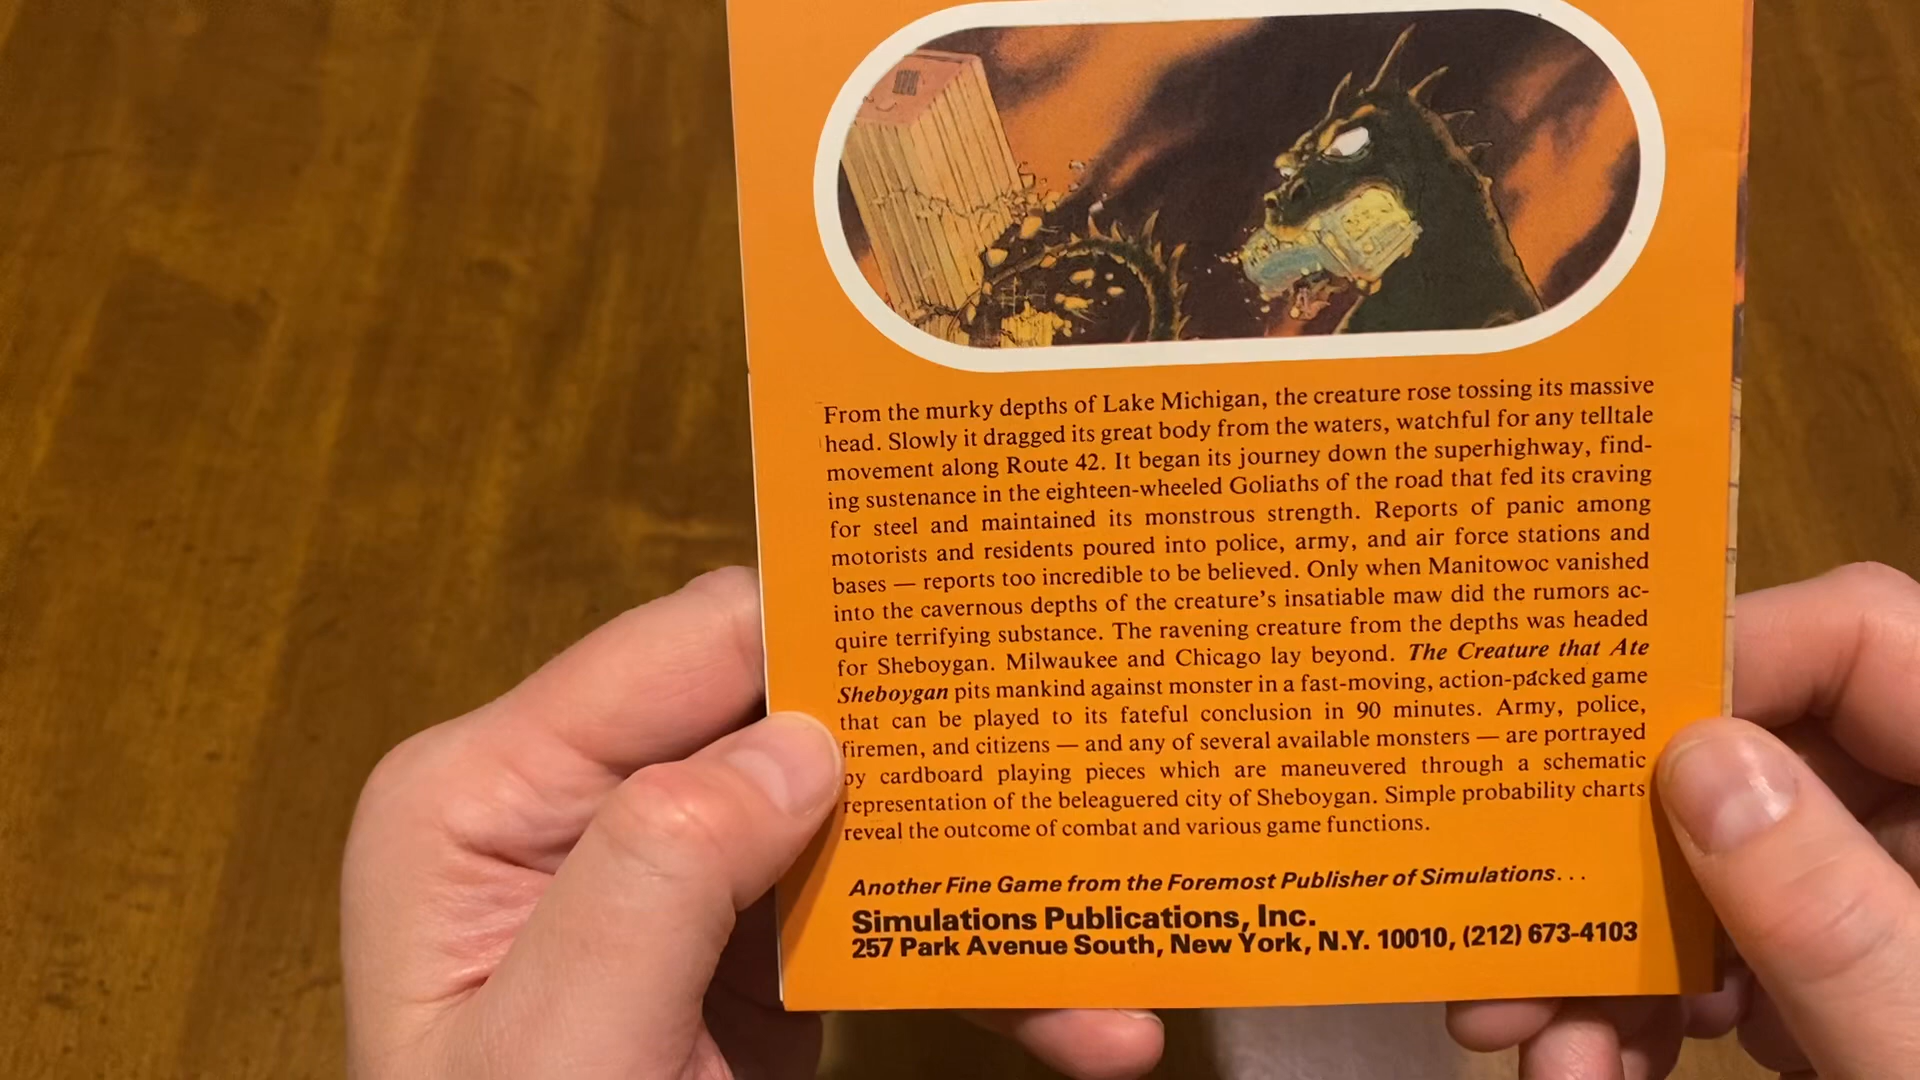 From the murky depths of Lake Michigan, the creature rose tossing its massive
head. Slowly it dragged its great body from the waters, watchful for any telltale
movement along Route 42. It began its journey down the superhighway, find-
ing sustenance in the eighteen-wheeled Goliaths of the road that fed its craving
for steel and maintained its monstrous strength. Reports of panic among
motorists and residents poured into police, army, and air force stations and
bases — reports too incredible to be believed. Only when Manitowoc vanished
into the cavernous depths of the creature's insatiable maw did the rumors ac-
quire terrifying substance. The ravening creature from the depths was headed
for Sheboygan. Milwaukee and Chicago lay beyond. The Creature that Ate
Sheboygan pits mankind against monster in a fast-moving, action-packed game
that can be played to its fateful conclusion in 90 minutes. Army, police,
firemen, and citizens — and any of several available monsters — are portrayed
by cardboard playing pieces which are maneuvered through a schematic
representation of the beleaguered city of Sheboygan. Simple probability charts
reveal the outcome of combat and various game functions.
Another Fine Game from the Foremost Publisher of Simulations...
Simulations Publications, Inc.
257 Park Avenue South, New York, N.Y. 10010, (212) 673-4103